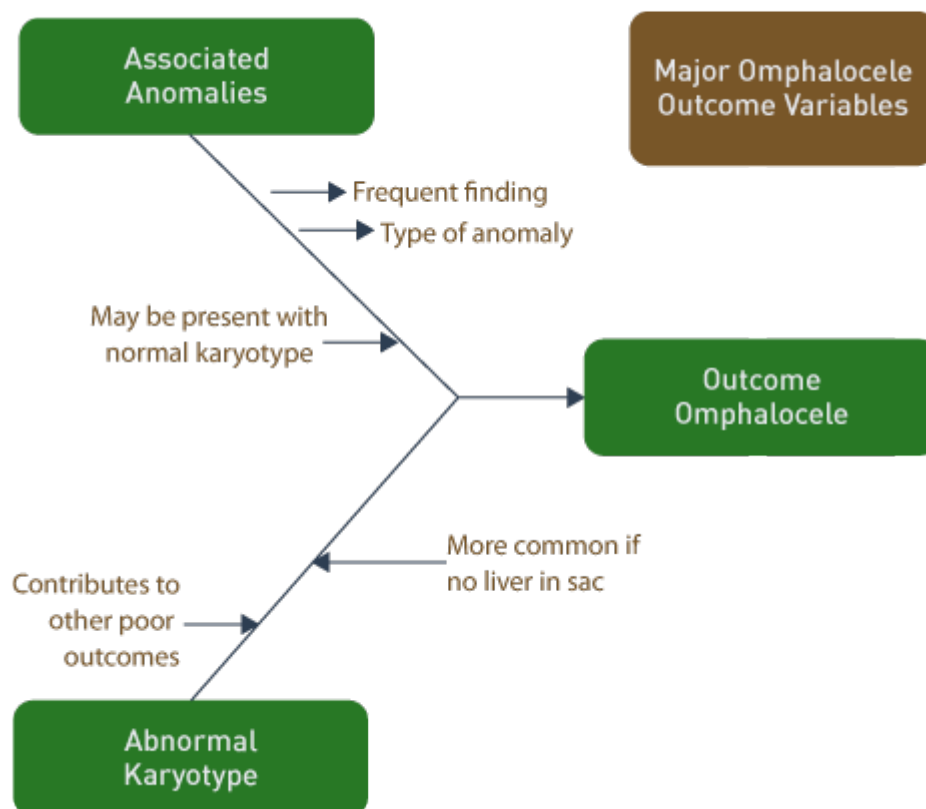 Associated
Anomalies
Major Omphalocele
Outcome Variables
Frequent finding
Type of anomaly
May be present with
normal karyotype
Outcome
Omphalocele
More common if
no liver in sac
Contributes to
other poor
outcomes
Abnormal
Karyotype